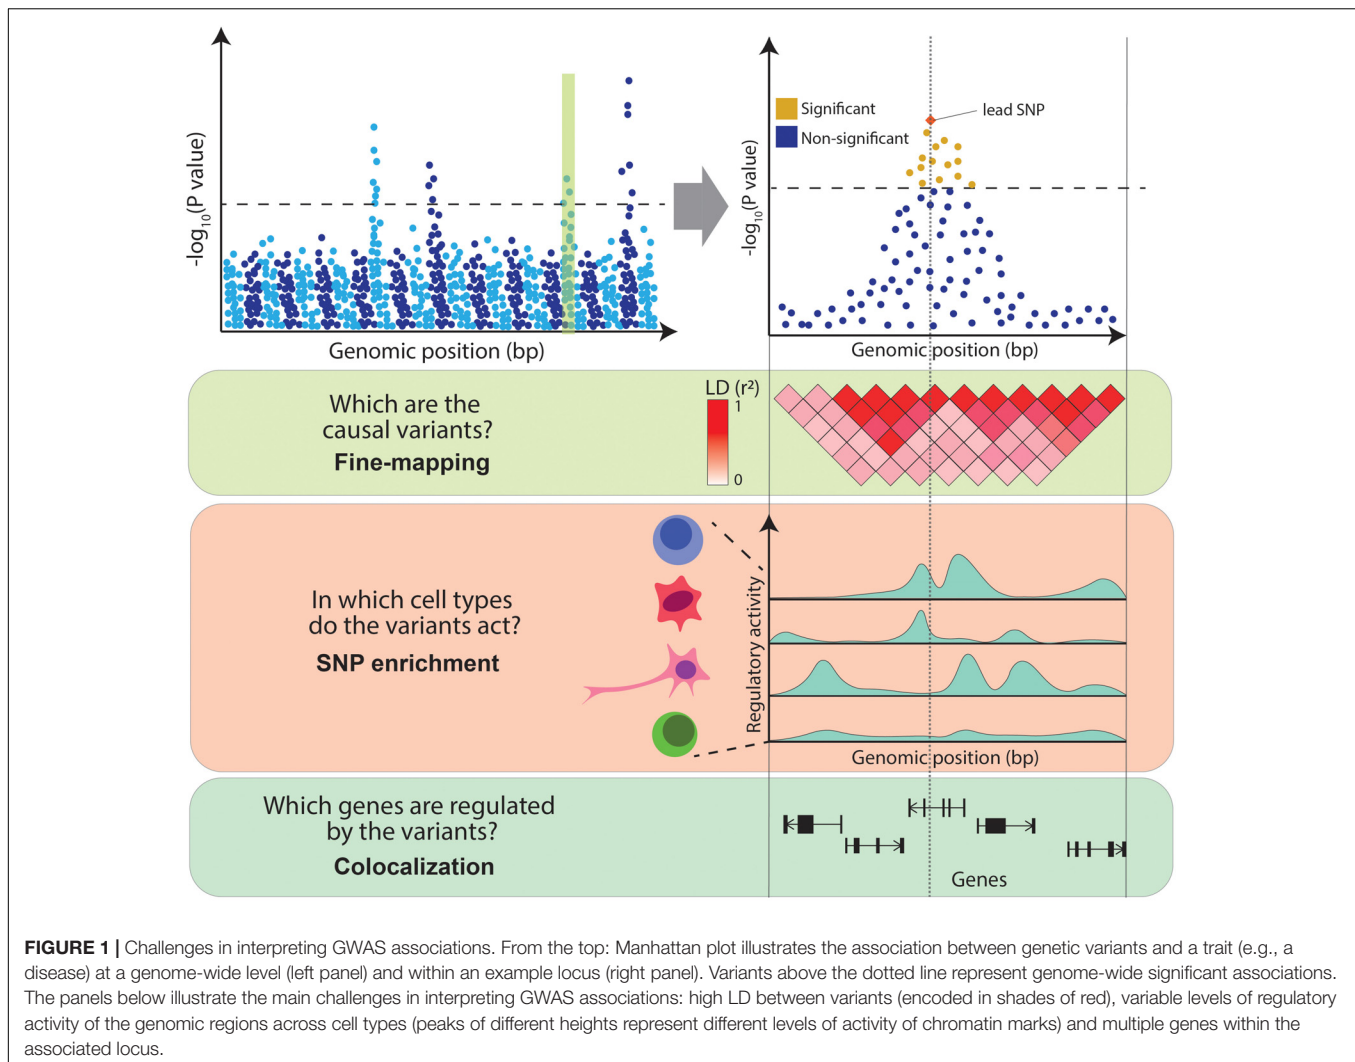 -log10(P value)
Genomic position (bp)
Significant
Non-significant
lead SNP
-log10(P value)
Genomic position (bp)
Which are the
causal variants?
Fine-mapping
LD (r²)
1
0
In which cell types
do the variants act?
SNP enrichment
Regulatory activity
Genomic position (bp)
Which genes are regulated
by the variants?
Colocalization
Genes
FIGURE 1 | Challenges in interpreting GWAS associations. From the top: Manhattan plot illustrates the association between genetic variants and a trait (e.g., a
disease) at a genome-wide level (left panel) and within an example locus (right panel). Variants above the dotted line represent genome-wide significant associations.
The panels below illustrate the main challenges in interpreting GWAS associations: high LD between variants (encoded in shades of red), variable levels of regulatory
activity of the genomic regions across cell types (peaks of different heights represent different levels of activity of chromatin marks) and multiple genes within the
associated locus.